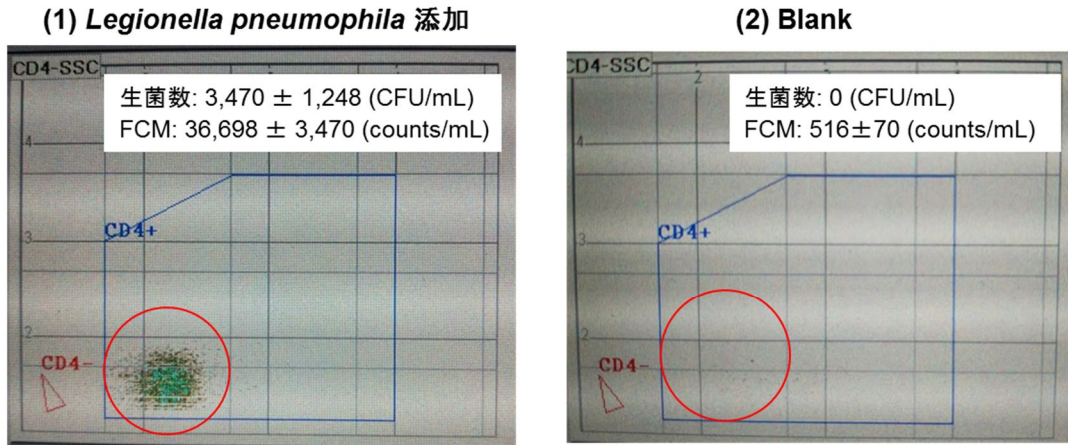 (1) Legionella pneumophila 添加
(2) Blank
CD4-SSC
生菌数: 3,470 ± 1,248 (CFU/mL)
FCM: 36,698 ± 3,470 (counts/mL)
4
CD4+
3
2
CD4-
CD4-SSC
2
生菌数: 0 (CFU/mL)
FCM: 516±70 (counts/mL)
4
CD4+
3
2
CD4-